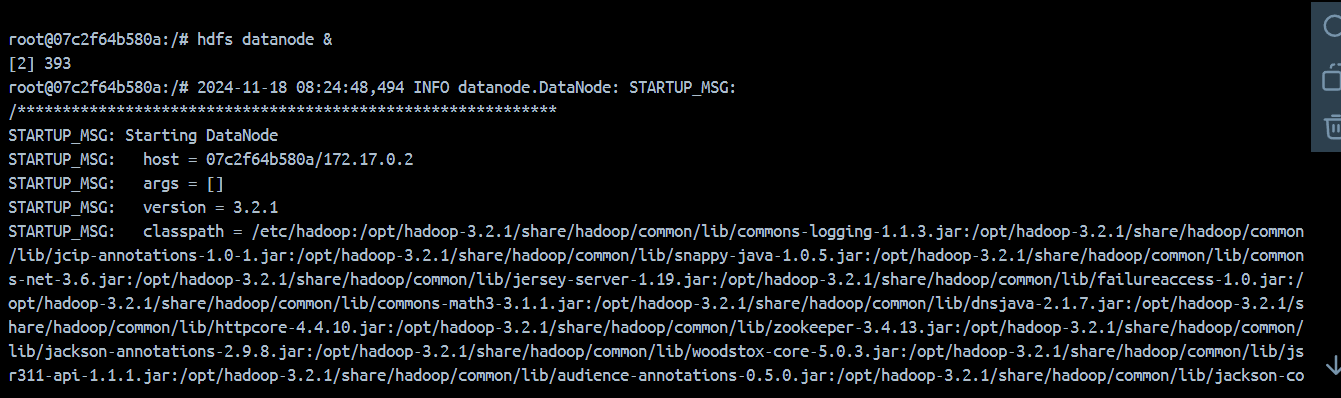 root@07c2f64b580a:/# hdfs datanode &
[2] 393
root@07c2f64b580a:/# 2024-11-18 08:24:48,494 INFO datanode.DataNode: STARTUP_MSG:
/************************************************************
STARTUP_MSG: Starting DataNode
STARTUP_MSG:   host = 07c2f64b580a/172.17.0.2
STARTUP_MSG:   args = []
STARTUP_MSG:   version = 3.2.1
STARTUP_MSG:   classpath = /etc/hadoop:/opt/hadoop-3.2.1/share/hadoop/common/lib/commons-logging-1.1.3.jar:/opt/hadoop-3.2.1/share/hadoop/common
/lib/jcip-annotations-1.0-1.jar:/opt/hadoop-3.2.1/share/hadoop/common/lib/snappy-java-1.0.5.jar:/opt/hadoop-3.2.1/share/hadoop/common/lib/common
s-net-3.6.jar:/opt/hadoop-3.2.1/share/hadoop/common/lib/jersey-server-1.19.jar:/opt/hadoop-3.2.1/share/hadoop/common/lib/failureaccess-1.0.jar:/
opt/hadoop-3.2.1/share/hadoop/common/lib/commons-math3-3.1.1.jar:/opt/hadoop-3.2.1/share/hadoop/common/lib/dnsjava-2.1.7.jar:/opt/hadoop-3.2.1/s
hare/hadoop/common/lib/httpcore-4.4.10.jar:/opt/hadoop-3.2.1/share/hadoop/common/lib/zookeeper-3.4.13.jar:/opt/hadoop-3.2.1/share/hadoop/common/
lib/jackson-annotations-2.9.8.jar:/opt/hadoop-3.2.1/share/hadoop/common/lib/woodstox-core-5.0.3.jar:/opt/hadoop-3.2.1/share/hadoop/common/lib/js
r311-api-1.1.1.jar:/opt/hadoop-3.2.1/share/hadoop/common/lib/audience-annotations-0.5.0.jar:/opt/hadoop-3.2.1/share/hadoop/common/lib/jackson-co